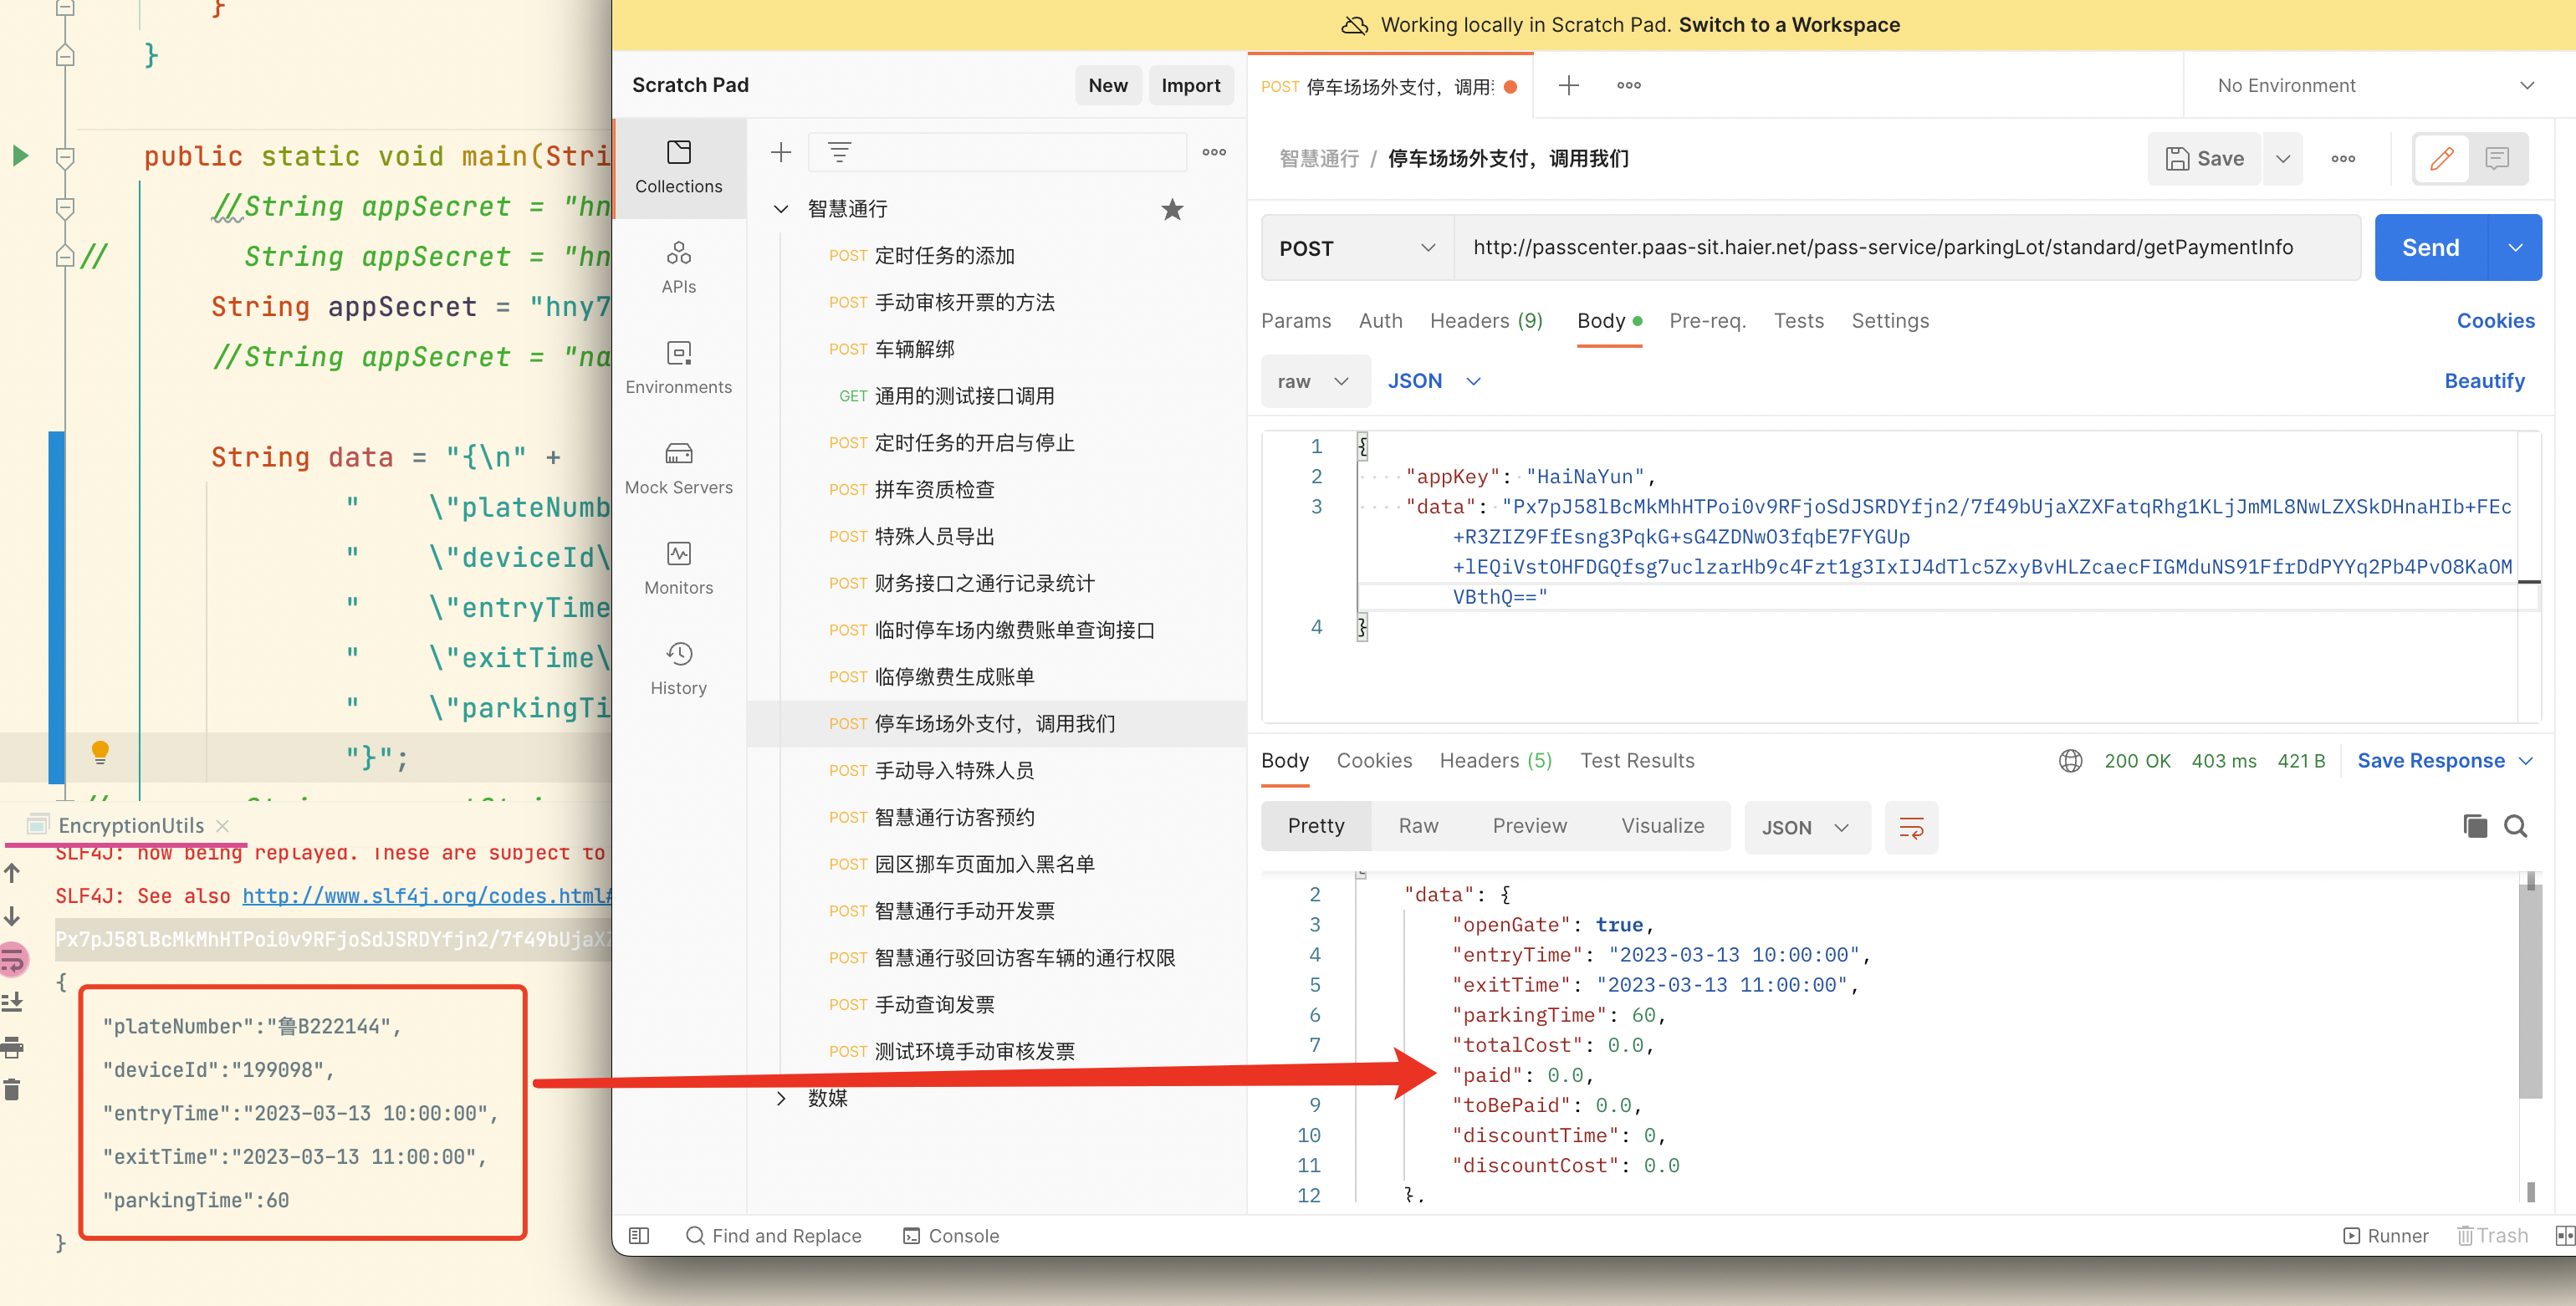 }
}
public static void main(Stri
//String appSecret = "hn
// String appSecret = "hn
String appSecret = "hny7
//String appSecret = "na
String data = "{\n" +
"    \"plateNumb
"    \"deviceId\
"    \"entryTime
"    \"exitTime\
"    \"parkingTi
"}";
EncryptionUtils
SLF4J: now being replayed. These are subject to
SLF4J: See also http://www.slf4j.org/codes.html#
Px7pJ58lBcMkMhHTPoi0v9RFjoSdJSRDYfjn2/7f49bUjaXZ
{
"plateNumber":"鲁B222144",
"deviceId":"199098",
"entryTime":"2023-03-13 10:00:00",
"exitTime":"2023-03-13 11:00:00",
"parkingTime":60
}
Working locally in Scratch Pad. Switch to a Workspace
Scratch Pad
New
Import
Collections
APIs
Environments
Mock Servers
Monitors
History
智慧通行
POST 定时任务的添加
POST 手动审核开票的方法
POST 车辆解绑
GET 通用的测试接口调用
POST 定时任务的开启与停止
POST 拼车资质检查
POST 特殊人员导出
POST 财务接口之通行记录统计
POST 临时停车场内缴费账单查询接口
POST 临停缴费生成账单
POST 停车场场外支付，调用我们
POST 手动导入特殊人员
POST 智慧通行访客预约
POST 园区挪车页面加入黑名单
POST 智慧通行手动开发票
POST 智慧通行驳回访客车辆的通行权限
POST 手动查询发票
POST 测试环境手动审核发票
数媒
POST 停车场场外支付，调用
No Environment
智慧通行 / 停车场场外支付，调用我们
Save
POST
http://passcenter.paas-sit.haier.net/pass-service/parkingLot/standard/getPaymentInfo
Send
Params Auth Headers (9) Body Pre-req. Tests Settings
Cookies
raw
JSON
Beautify
1 {
2 "appKey": "HaiNaYun",
3 "data": "Px7pJ58lBcMkMhHTPoi0v9RFjoSdJSRDYfjn2/7f49bUjaXZXFatqRhg1KLjJmML8NwLZXSkDHnaHIb+FEc
+R3ZIZ9FfEsng3PqkG+sG4ZDNwO3fqbE7FYGUp
+lEQiVstOHFDGQfsg7uclzarHb9c4Fzt1g3IxIJ4dTlc5ZxyBvHLZcaecFIGMduNS91FfrDdPYYq2Pb4PvO8KaOM
VBthQ=="
4 }
Body Cookies Headers (5) Test Results
200 OK 403 ms 421 B
Save Response
Pretty Raw Preview Visualize
JSON
2 "data": {
3 "openGate": true,
4 "entryTime": "2023-03-13 10:00:00",
5 "exitTime": "2023-03-13 11:00:00",
6 "parkingTime": 60,
7 "totalCost": 0.0,
"paid": 0.0,
9 "toBePaid": 0.0,
10 "discountTime": 0,
11 "discountCost": 0.0
12 },
Find and Replace
Console
Runner
Trash